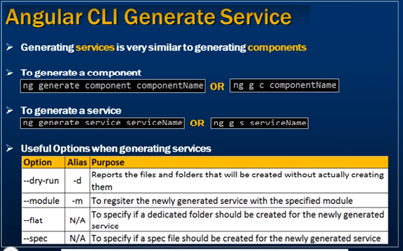 Angular CLI Generate Service
Generating services is very similar to generating components
To generate a component
ng generate component componentName OR ng g c componentName
To generate a service
ng generate service serviceName OR ng g s serviceName
Useful Options when generating services
Option Alias Purpose
--dry-run -d Reports the files and folders that will be created without actually creating
them
--module -m To regsiter the newly generated service with the specified module
--flat N/A To specify if a dedicated folder should be created for the newly generated
service
--spec N/A To specify if a spec file should be created for the newly generated service